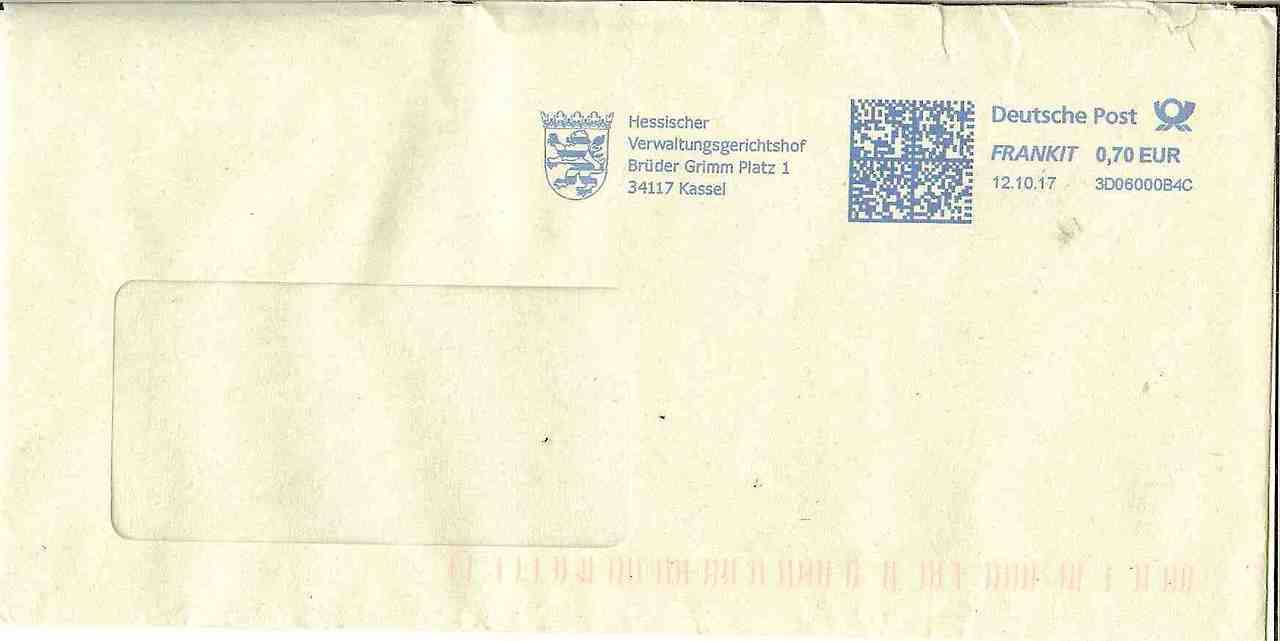 Hessischer
Verwaltungsgerichtshof
Brüder Grimm Platz 1
34117 Kassel
Deutsche Post
FRANKIT 0,70 EUR
12.10.17 3D06000B4C